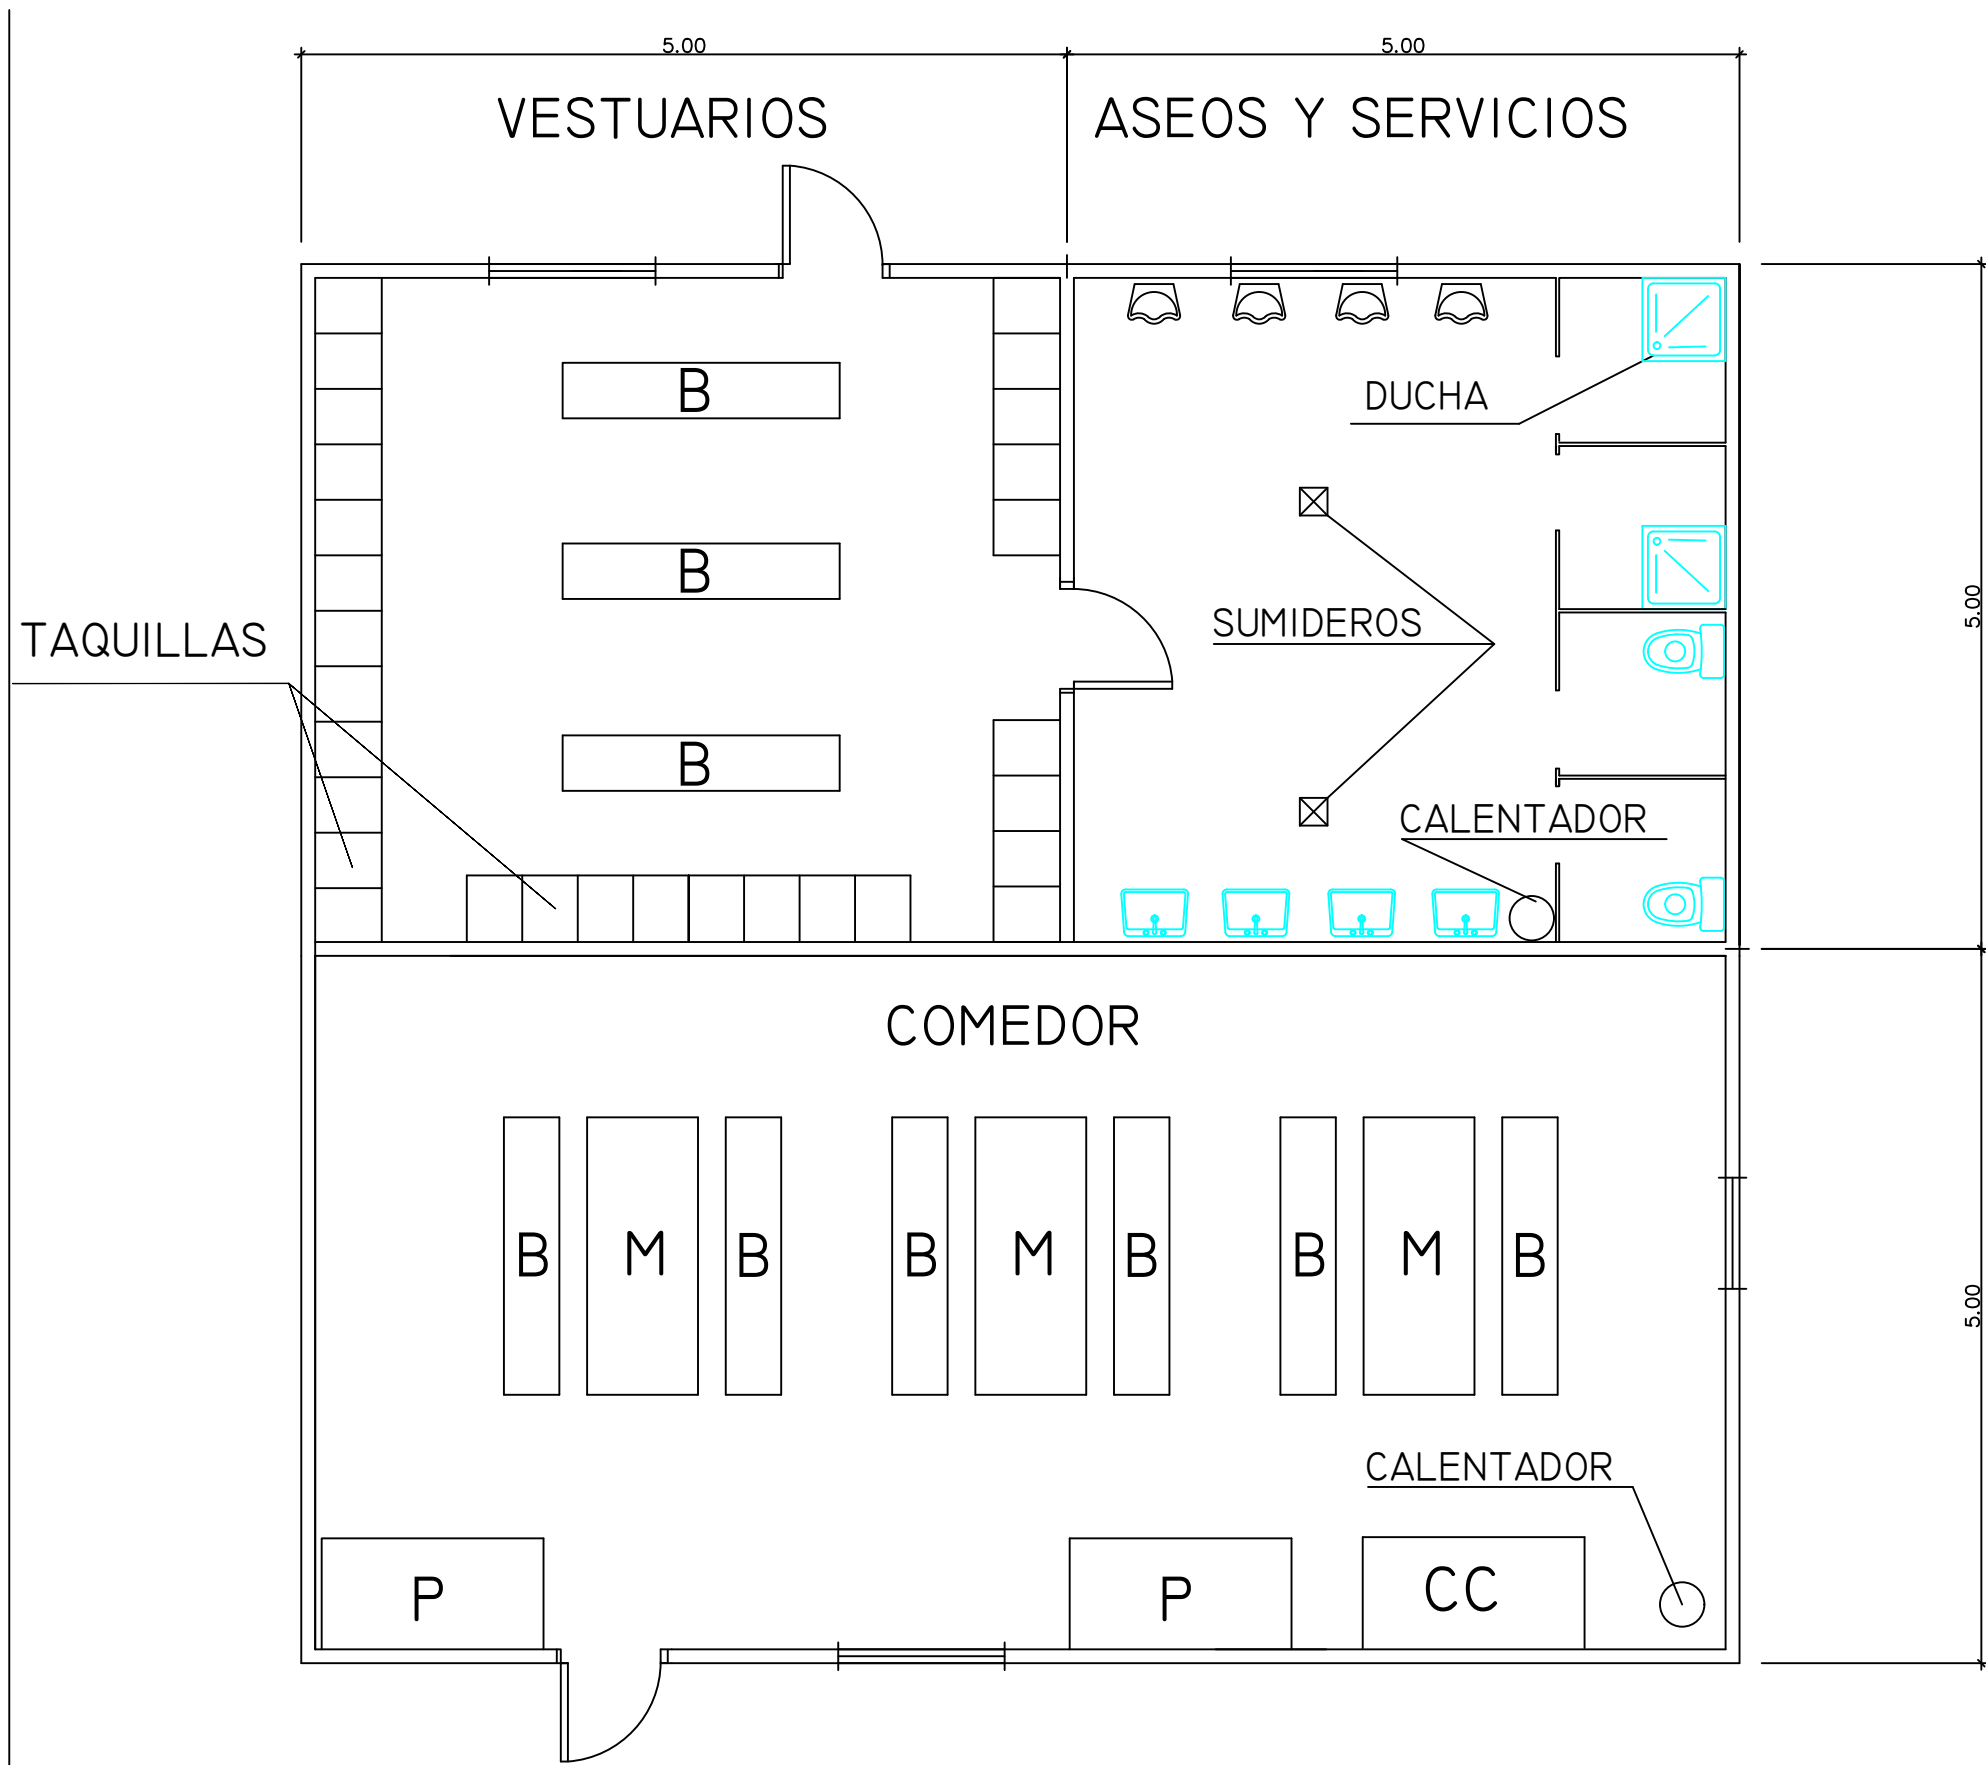 5.00
5.00
VESTUARIOS
ASEOS Y SERVICIOS
B
DUCHA
B
5.00
SUMIDEROS
TAQUILLAS
B
CALENTADOR
COMEDOR
B
M
B
B
M
B
B
M
B
5.00
CALENTADOR
P
P
CC